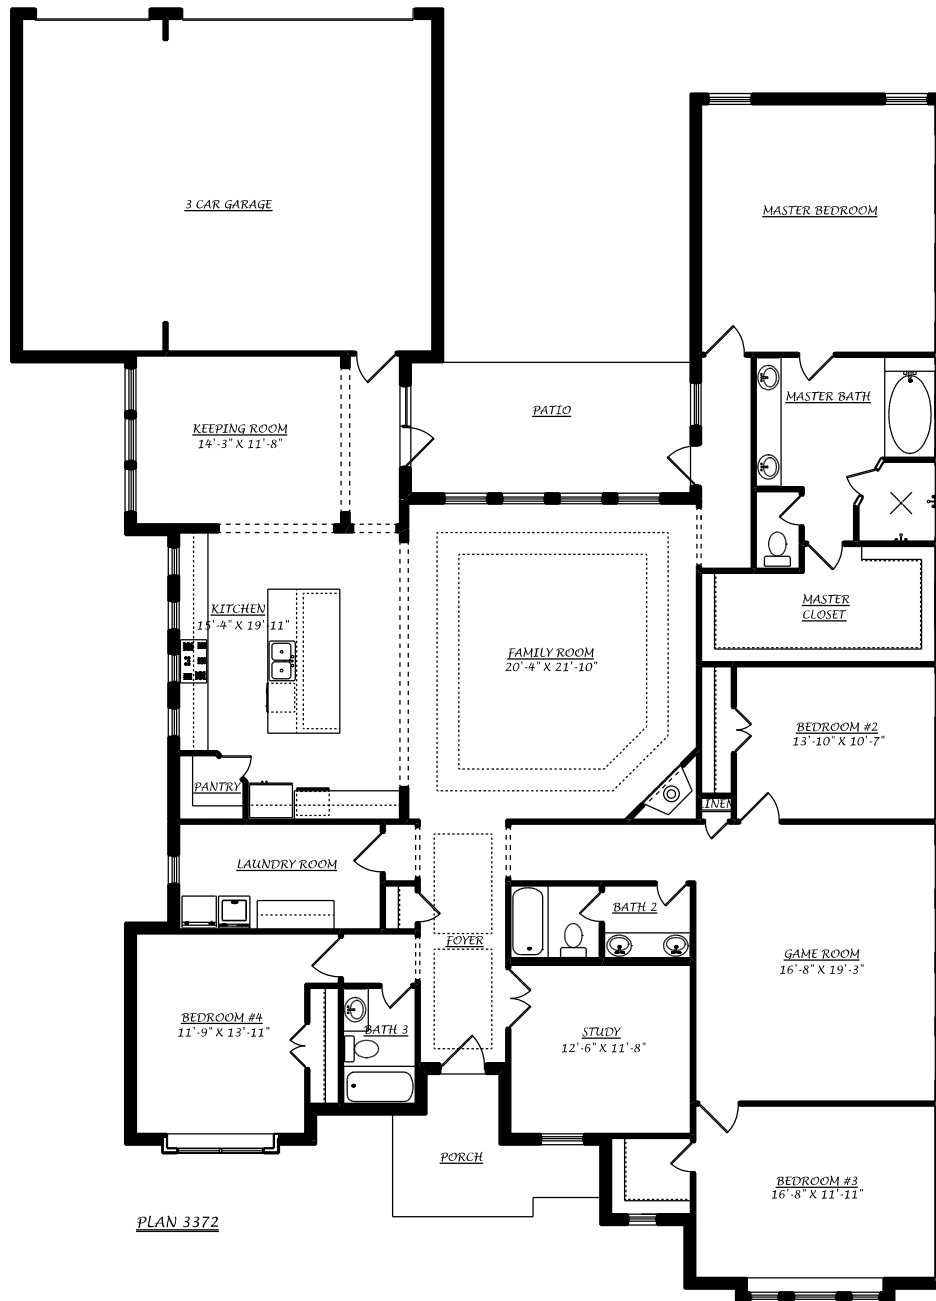 3 CAR GARAGE
MASTER BEDROOM
MASTER BATH
PATIO
KEEPING ROOM
14'-3" X 11'-8"
MASTER
CLOSET
KITCHEN
15'-4" X 19'-11"
FAMILY ROOM
20'-4" X 21'-10"
BEDROOM #2
13'-10" X 10'-7"
PANTRY
LINEN
LAUNDRY ROOM
BATH 2
FOYER
GAME ROOM
16'-8" X 19'-3"
BEDROOM #4
11'-9" X 13'-11"
BATH 3
STUDY
12'-6" X 11'-8"
PORCH
BEDROOM #3
16'-8" X 11'-11"
PLAN 3372